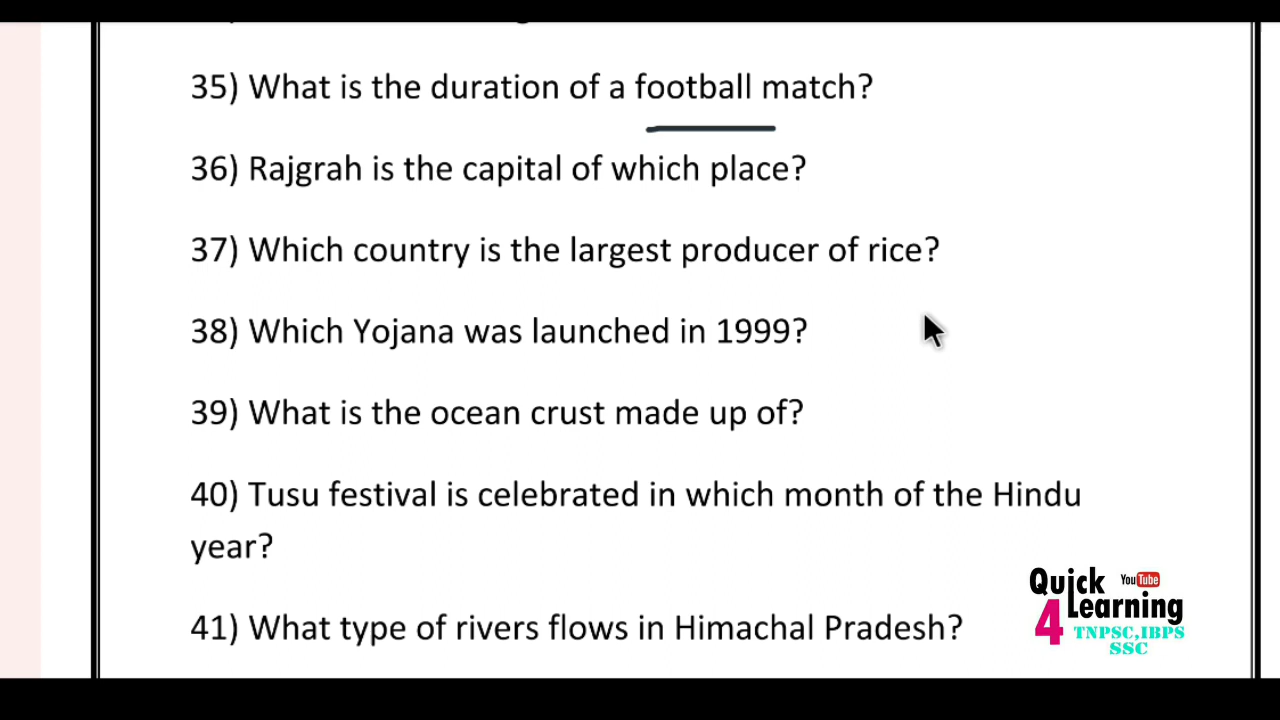 35) What is the duration of a football match?
36) Rajgrah is the capital of which place?
37) Which country is the largest producer of rice?
38) Which Yojana was launched in 1999?
39) What is the ocean crust made up of?
40) Tusu festival is celebrated in which month of the Hindu
year?
41) What type of rivers flows in Himachal Pradesh?
Quick YouTube
4 Learning
TNPSC,IBPS
SSC